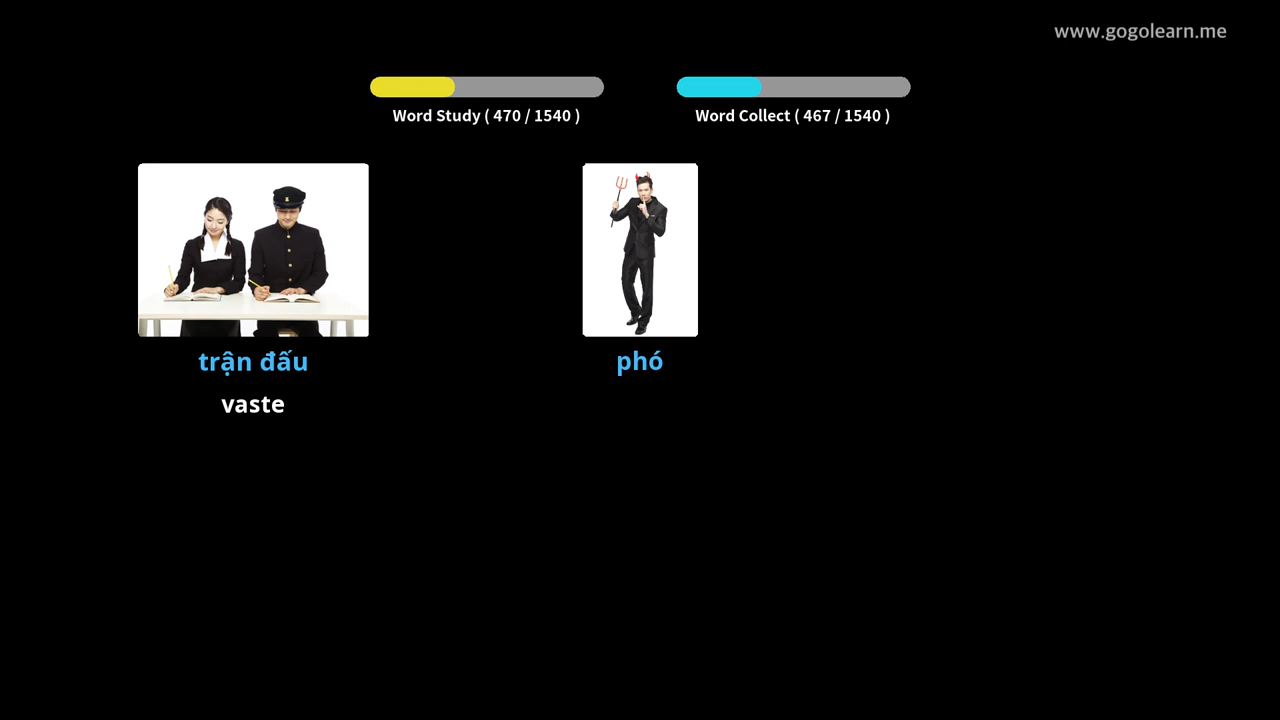 www.gogolearn.me
Word Study ( 470 / 1540 )
Word Collect ( 467 / 1540 )
trận đấu
phó
vaste